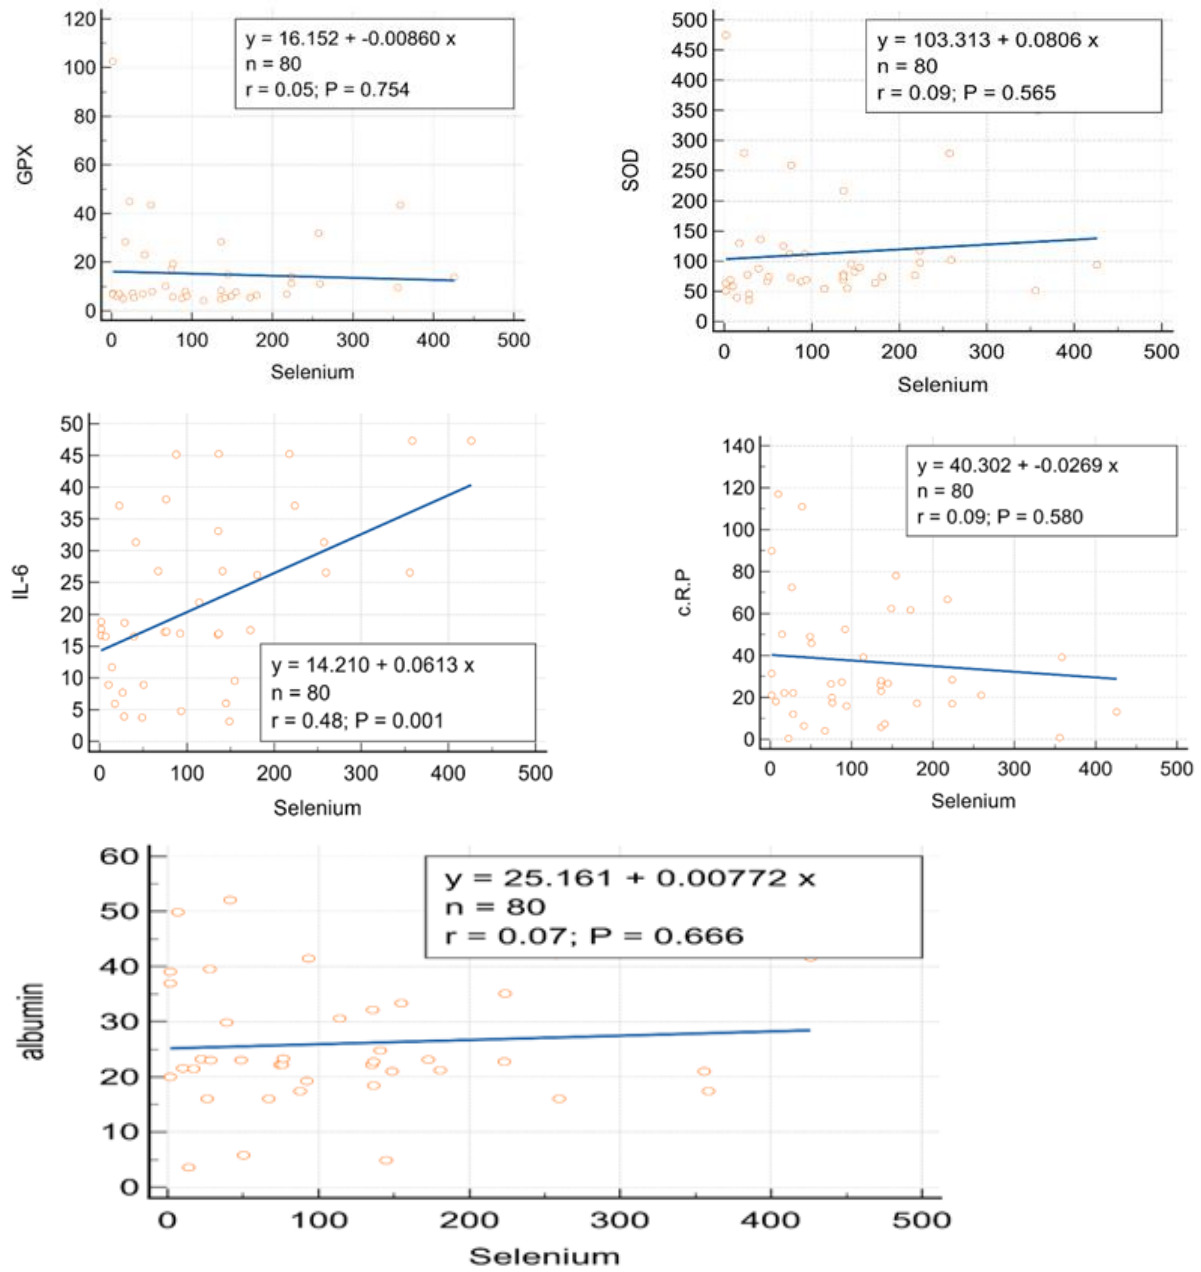 120
100
80
60
40
20
0
GPX
y = 16.152 + -0.00860 x
n = 80
r = 0.05; P = 0.754
0 100 200 300 400 500
Selenium
500
450
400
350
300
250
200
150
100
50
0
SOD
y = 103.313 + 0.0806 x
n = 80
r = 0.09; P = 0.565
0 100 200 300 400 500
Selenium
50
45
40
35
30
25
20
15
10
5
0
IL-6
y = 14.210 + 0.0613 x
n = 80
r = 0.48; P = 0.001
0 100 200 300 400 500
Selenium
140
120
100
80
60
40
20
0
c.R.P
y = 40.302 + -0.0269 x
n = 80
r = 0.09; P = 0.580
0 100 200 300 400 500
Selenium
60
50
40
30
20
10
0
albumin
y = 25.161 + 0.00772 x
n = 80
r = 0.07; P = 0.666
0 100 200 300 400 500
Selenium